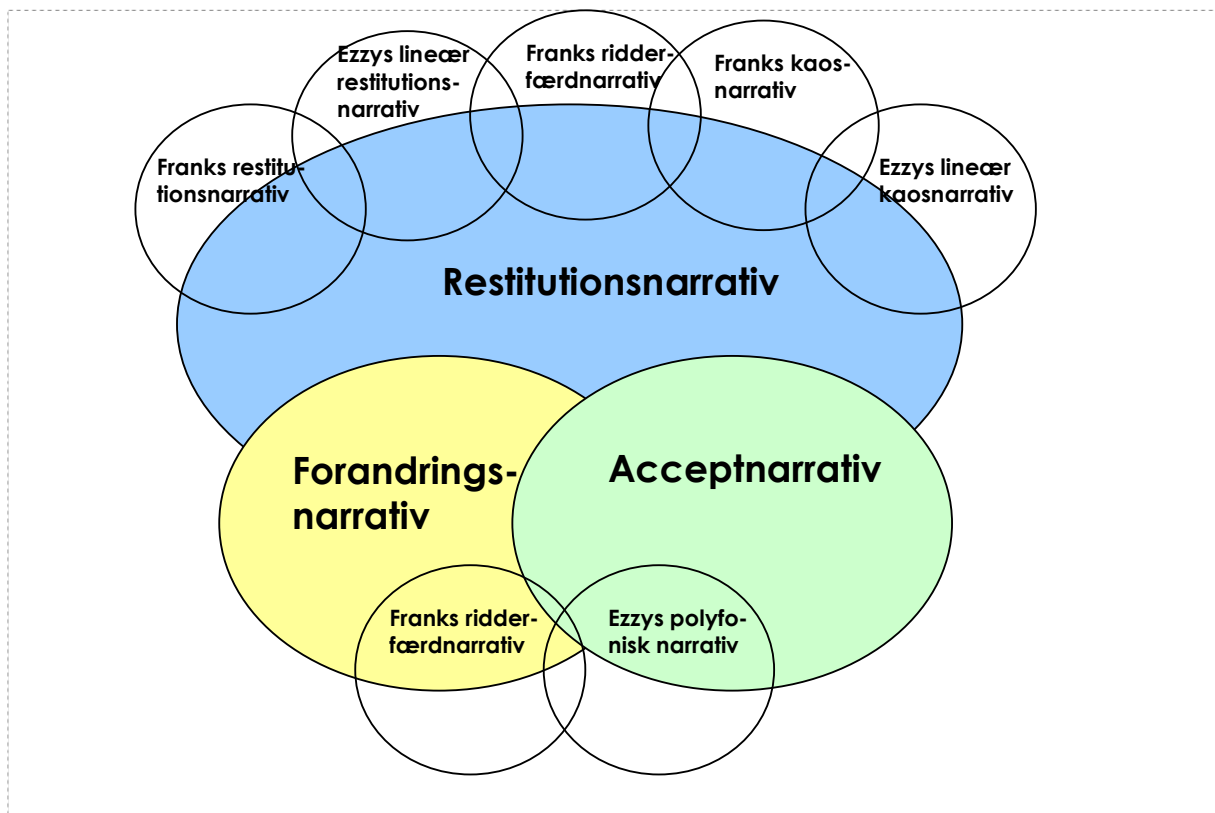 Ezzys lineær
restitutions-
narrativ
Franks ridder-
færdnarrativ
Franks kaos-
narrativ
Franks restitu-
tionsnarrativ
Ezzys lineær
kaosnarrativ
Restitutionsnarrativ
Forandrings-
narrativ
Acceptnarrativ
Franks ridder-
færdnarrativ
Ezzys polyfo-
nisk narrativ